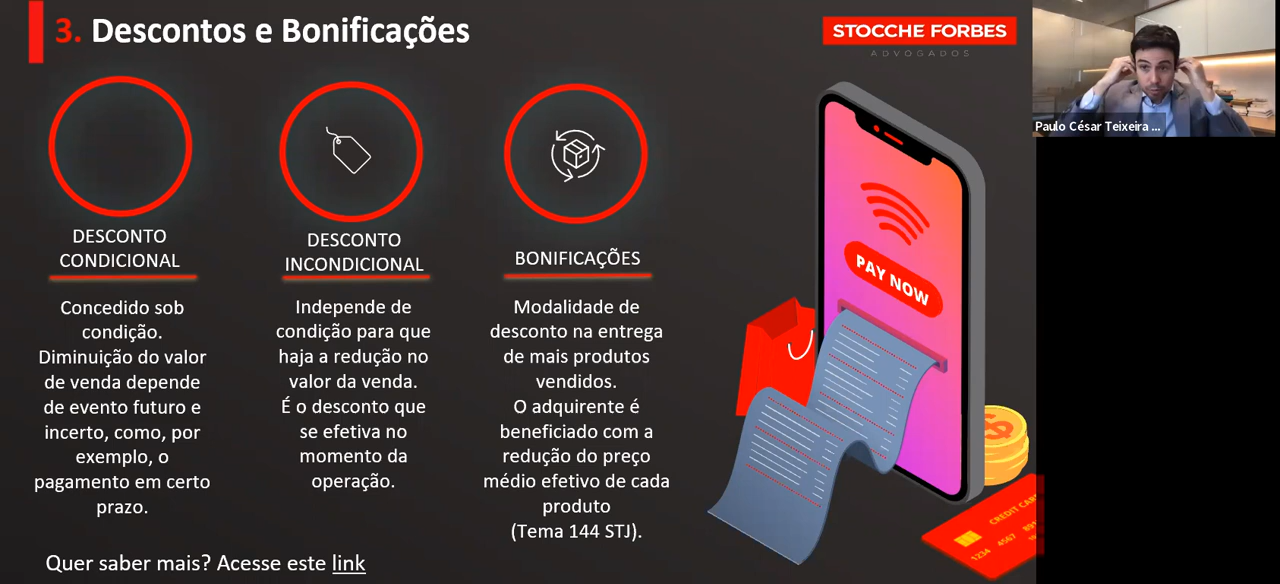 3. Descontos e Bonificações
STOCCHE FORBES
ADVOGADOS
Paulo César Teixeira ...
DESCONTO
CONDICIONAL
Concedido sob
condição.
Diminuição do valor
de venda depende
de evento futuro e
incerto, como, por
exemplo, o
pagamento em certo
prazo.
DESCONTO
INCONDICIONAL
Independe de
condição para que
haja a redução no
valor da venda.
É o desconto que
se efetiva no
momento da
operação.
BONIFICAÇÕES
Modalidade de
desconto na entrega
de mais produtos
vendidos.
O adquirente é
beneficiado com a
redução do preço
médio efetivo de cada
produto
(Tema 144 STJ).
PAY NOW
CREDIT CAR
1234 4567
Quer saber mais? Acesse este link